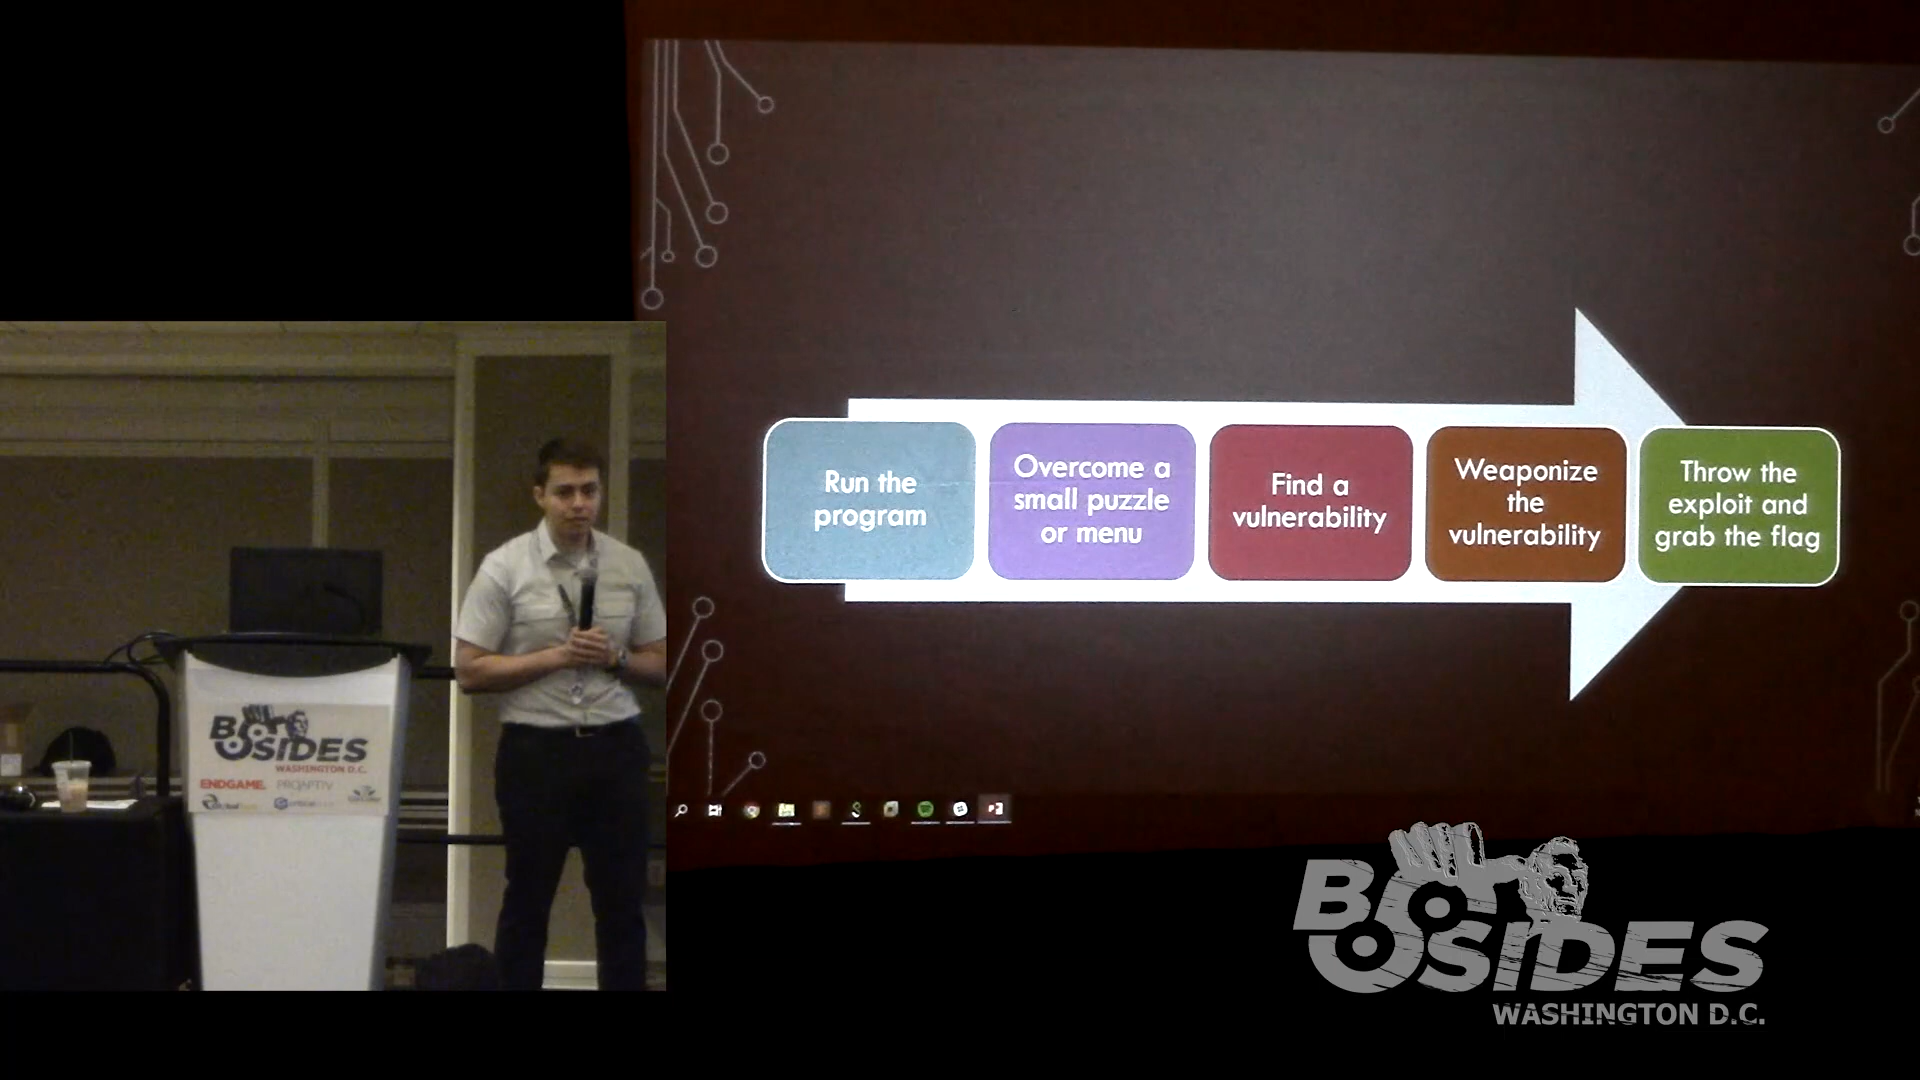 Run the
program
Overcome a
small puzzle
or menu
Find a
vulnerability
Weaponize
the
vulnerability
Throw the
exploit and
grab the flag
BSIDES
WASHINGTON D.C.
ENDGAME.
BSIDES
WASHINGTON D.C.